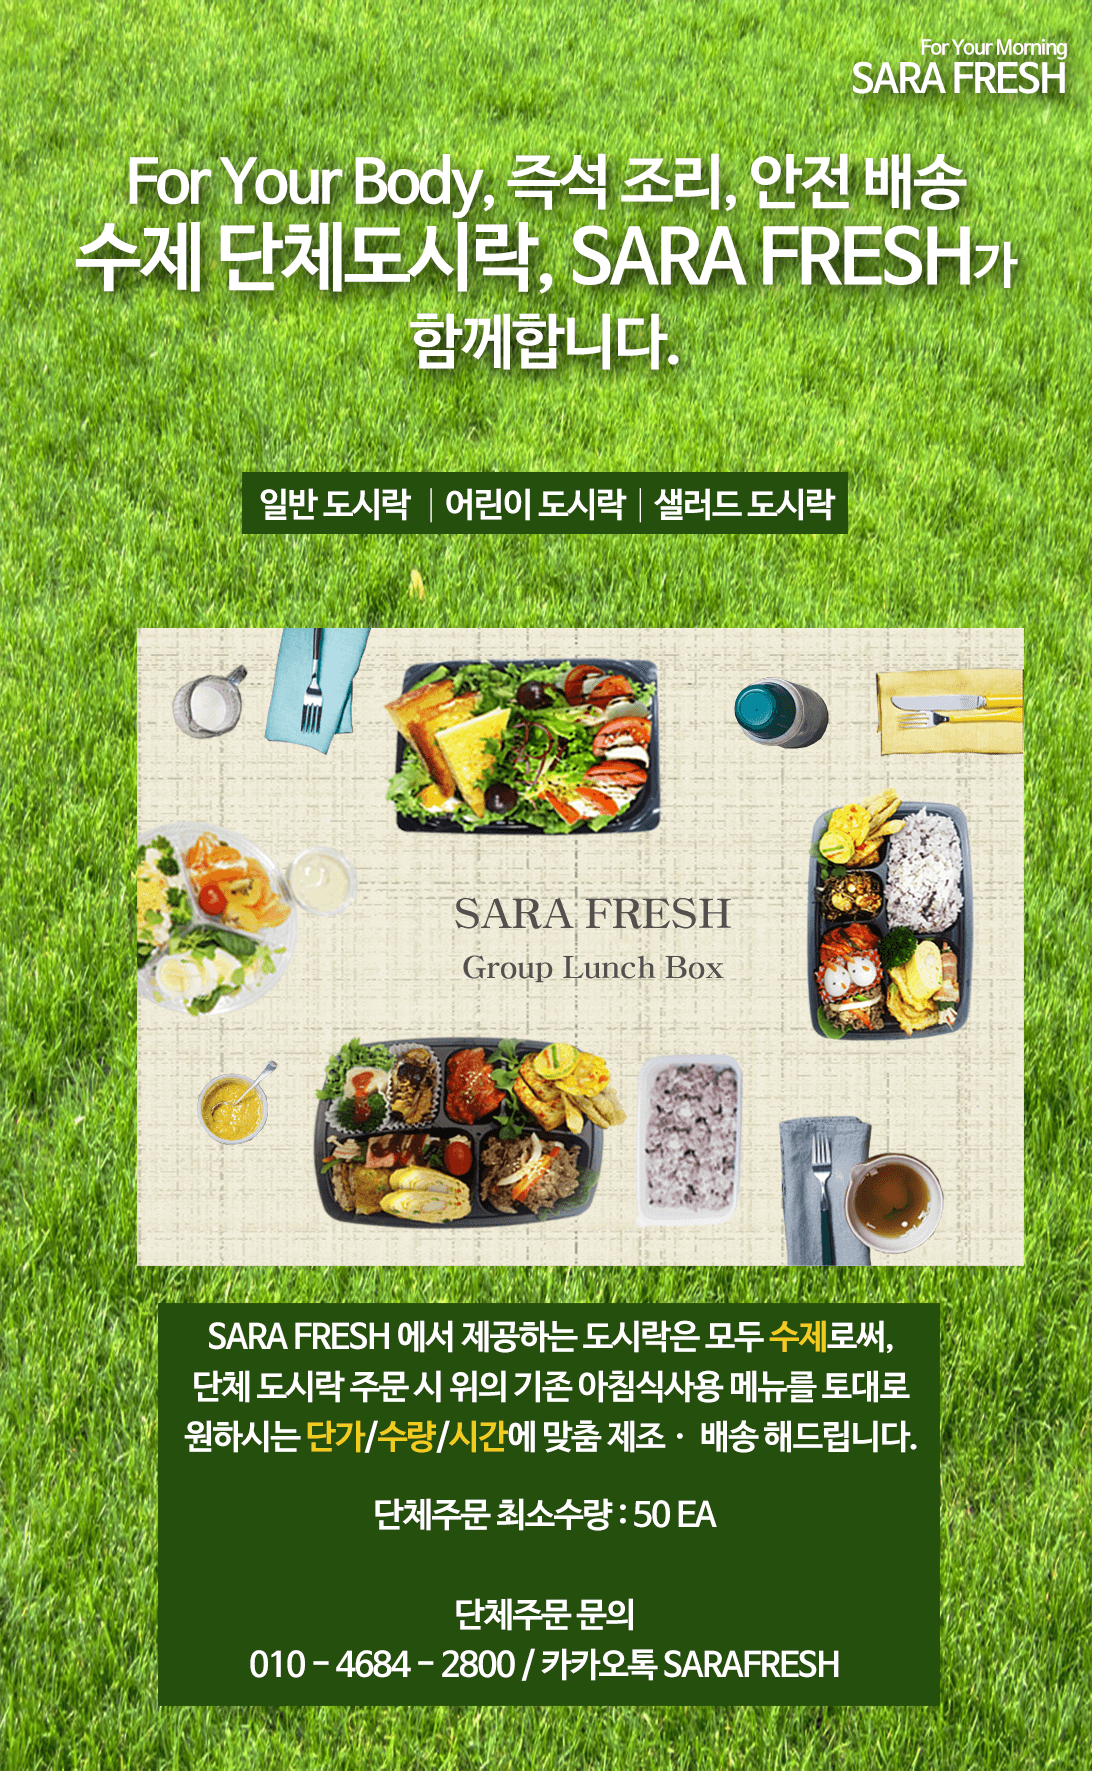 For Your Morning
SARA FRESH
For Your Body, 즉석 조리, 안전 배송
수제 단체도시락, SARA FRESH가
함께합니다.
일반 도시락 | 어린이 도시락 | 샐러드 도시락
SARA FRESH
Group Lunch Box
SARA FRESH 에서 제공하는 도시락은 모두 수제로써,
단체 도시락 주문 시 위의 기존 아침식사용 메뉴를 토대로
원하시는 단가/수량/시간에 맞춤 제조 · 배송 해드립니다.
단체주문 최소수량 : 50 EA
단체주문 문의
010 - 4684 - 2800 / 카카오톡 SARAFRESH